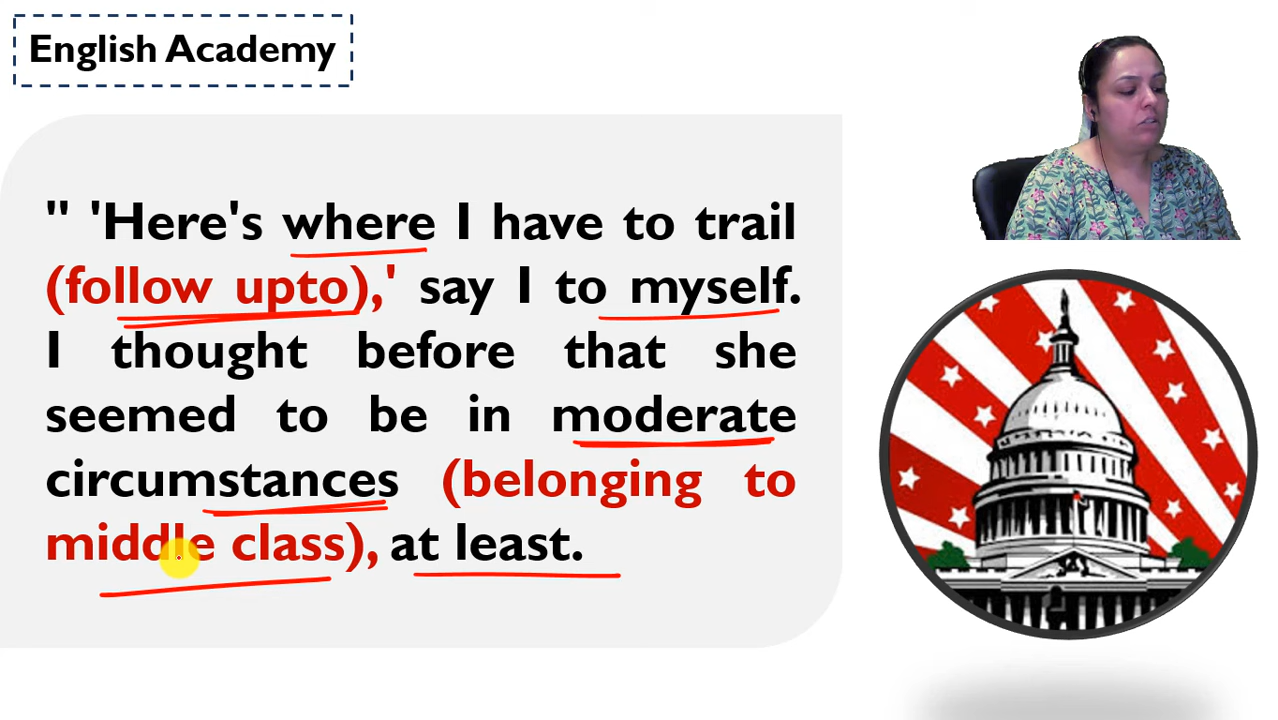 English Academy
" 'Here's where I have to trail
(follow upto),' say I to myself.
I thought before that she
seemed to be in moderate
circumstances (belonging to
middle class), at least.